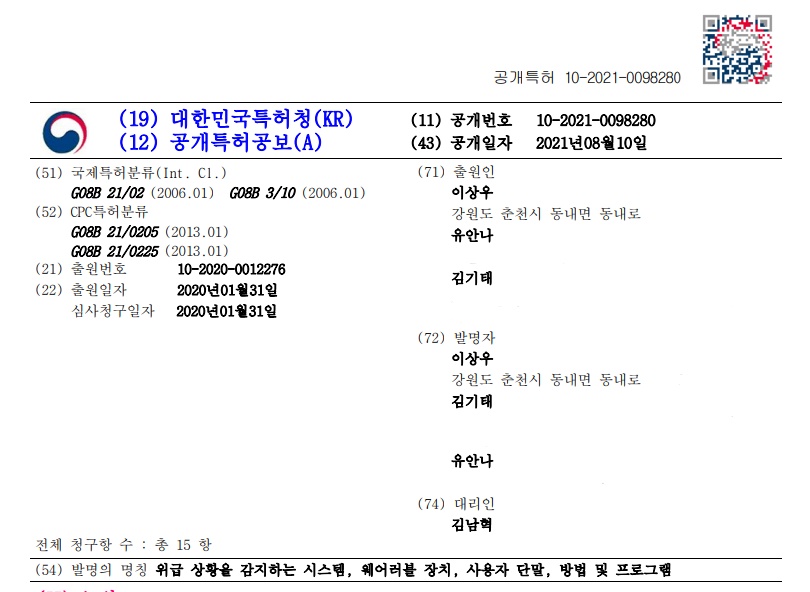 공개특허 10-2021-0098280
(19) 대한민국특허청(KR)
(12) 공개특허공보(A)
(11) 공개번호 10-2021-0098280
(43) 공개일자 2021년08월10일
(51) 국제특허분류(Int. Cl.)
G08B 21/02 (2006.01) G08B 3/10 (2006.01)
(52) CPC특허분류
G08B 21/0205 (2013.01)
G08B 21/0225 (2013.01)
(21) 출원번호 10-2020-0012276
(22) 출원일자 2020년01월31일
심사청구일자 2020년01월31일
(71) 출원인
이상우
강원도 춘천시 동내면 동내로
유안나
김기태
(72) 발명자
이상우
강원도 춘천시 동내면 동내로
김기태
유안나
(74) 대리인
김남혁
전체 청구항 수 : 총 15 항
(54) 발명의 명칭 위급 상황을 감지하는 시스템, 웨어러블 장치, 사용자 단말, 방법 및 프로그램